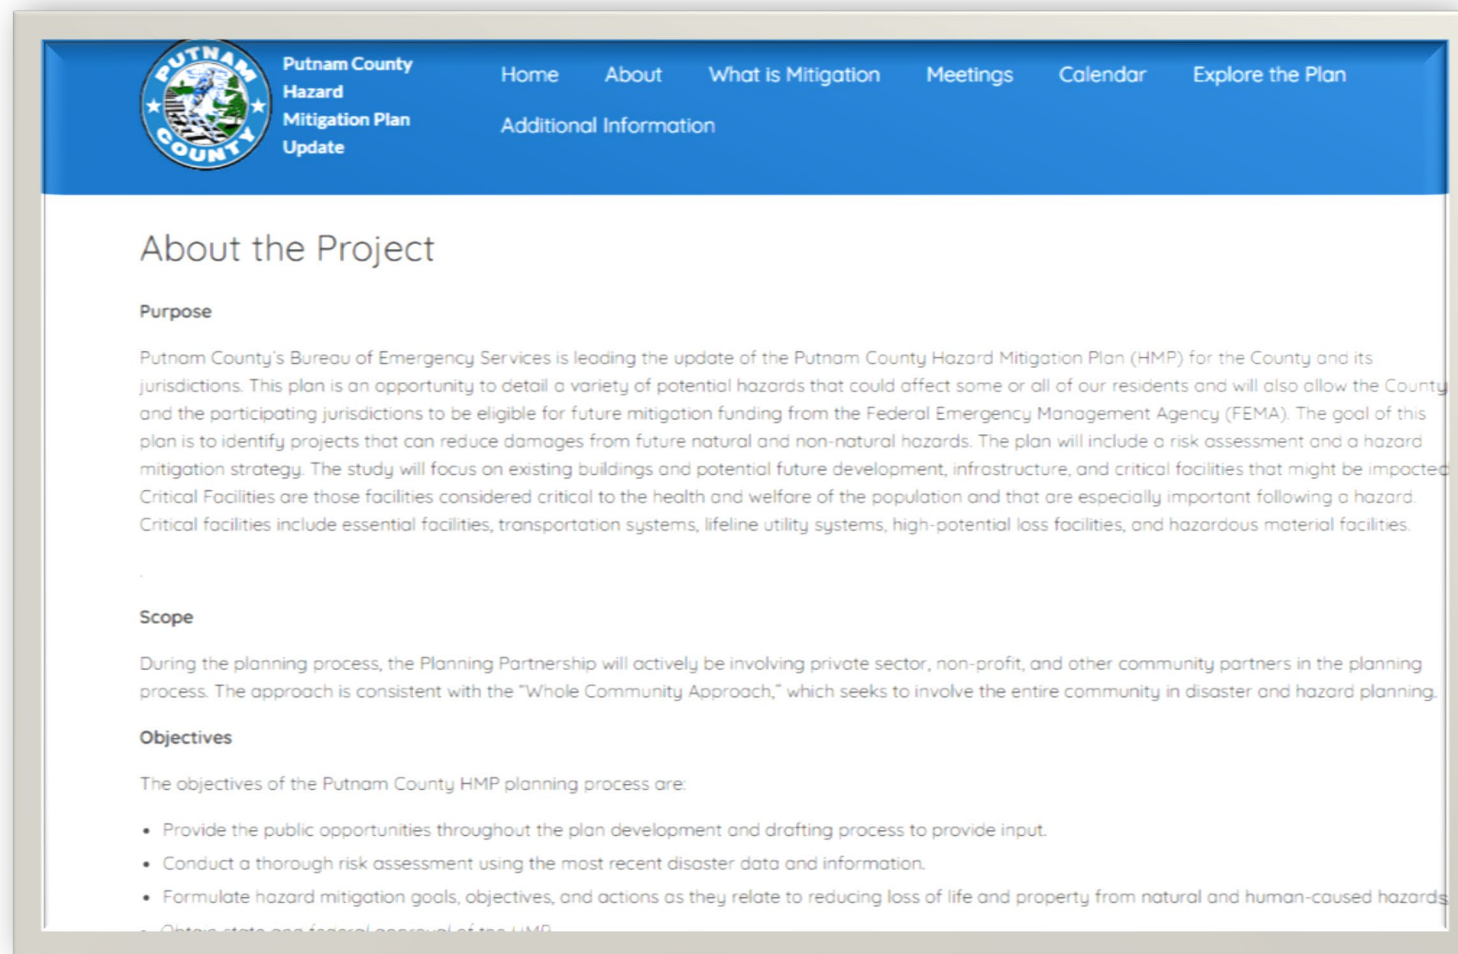 PUTNAM COUNTY
Putnam County
Hazard
Mitigation Plan
Update
Home About What is Mitigation Meetings Calendar Explore the Plan
Additional Information
About the Project
Purpose
Putnam County's Bureau of Emergency Services is leading the update of the Putnam County Hazard Mitigation Plan (HMP) for the County and its
jurisdictions. This plan is an opportunity to detail a variety of potential hazards that could affect some or all of our residents and will also allow the County
and the participating jurisdictions to be eligible for future mitigation funding from the Federal Emergency Management Agency (FEMA). The goal of this
plan is to identify projects that can reduce damages from future natural and non-natural hazards. The plan will include a risk assessment and a hazard
mitigation strategy. The study will focus on existing buildings and potential future development, infrastructure, and critical facilities that might be impacted
Critical Facilities are those facilities considered critical to the health and welfare of the population and that are especially important following a hazard.
Critical facilities include essential facilities, transportation systems, lifeline utility systems, high-potential loss facilities, and hazardous material facilities.
.
Scope
During the planning process, the Planning Partnership will actively be involving private sector, non-profit, and other community partners in the planning
process. The approach is consistent with the "Whole Community Approach," which seeks to involve the entire community in disaster and hazard planning.
Objectives
The objectives of the Putnam County HMP planning process are:
• Provide the public opportunities throughout the plan development and drafting process to provide input.
• Conduct a thorough risk assessment using the most recent disaster data and information.
• Formulate hazard mitigation goals, objectives, and actions as they relate to reducing loss of life and property from natural and human-caused hazards
• Obtain state and federal approval of the HMP